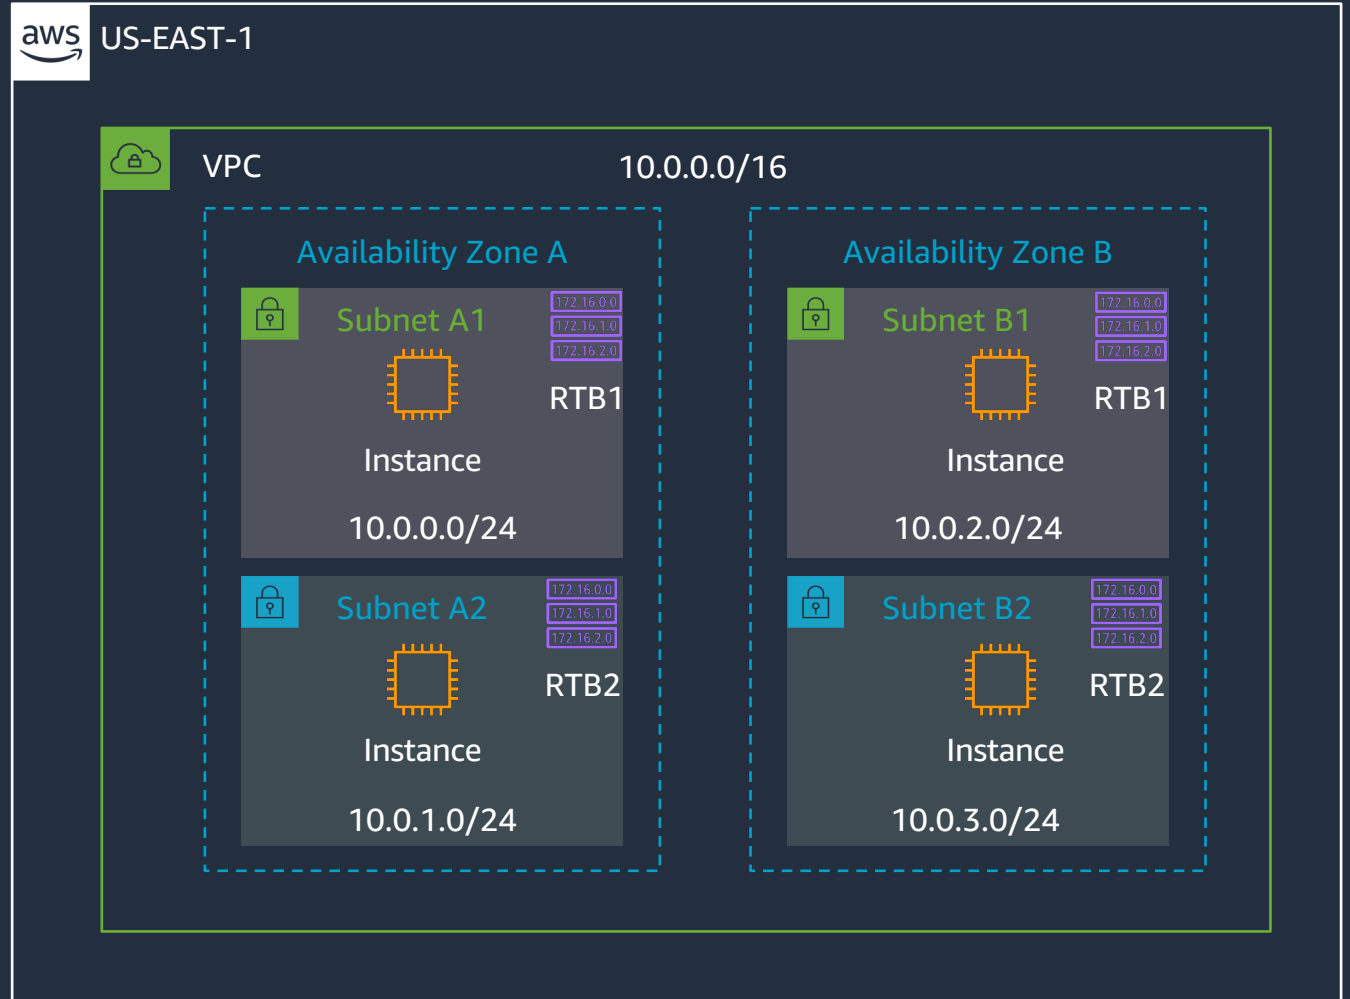 aws US-EAST-1
VPC 10.0.0.0/16
Availability Zone A
Subnet A1
172.16.0.0
172.16.1.0
172.16.2.0
RTB1
Instance
10.0.0.0/24
Subnet A2
172.16.0.0
172.16.1.0
172.16.2.0
RTB2
Instance
10.0.1.0/24
Availability Zone B
Subnet B1
172.16.0.0
172.16.1.0
172.16.2.0
RTB1
Instance
10.0.2.0/24
Subnet B2
172.16.0.0
172.16.1.0
172.16.2.0
RTB2
Instance
10.0.3.0/24